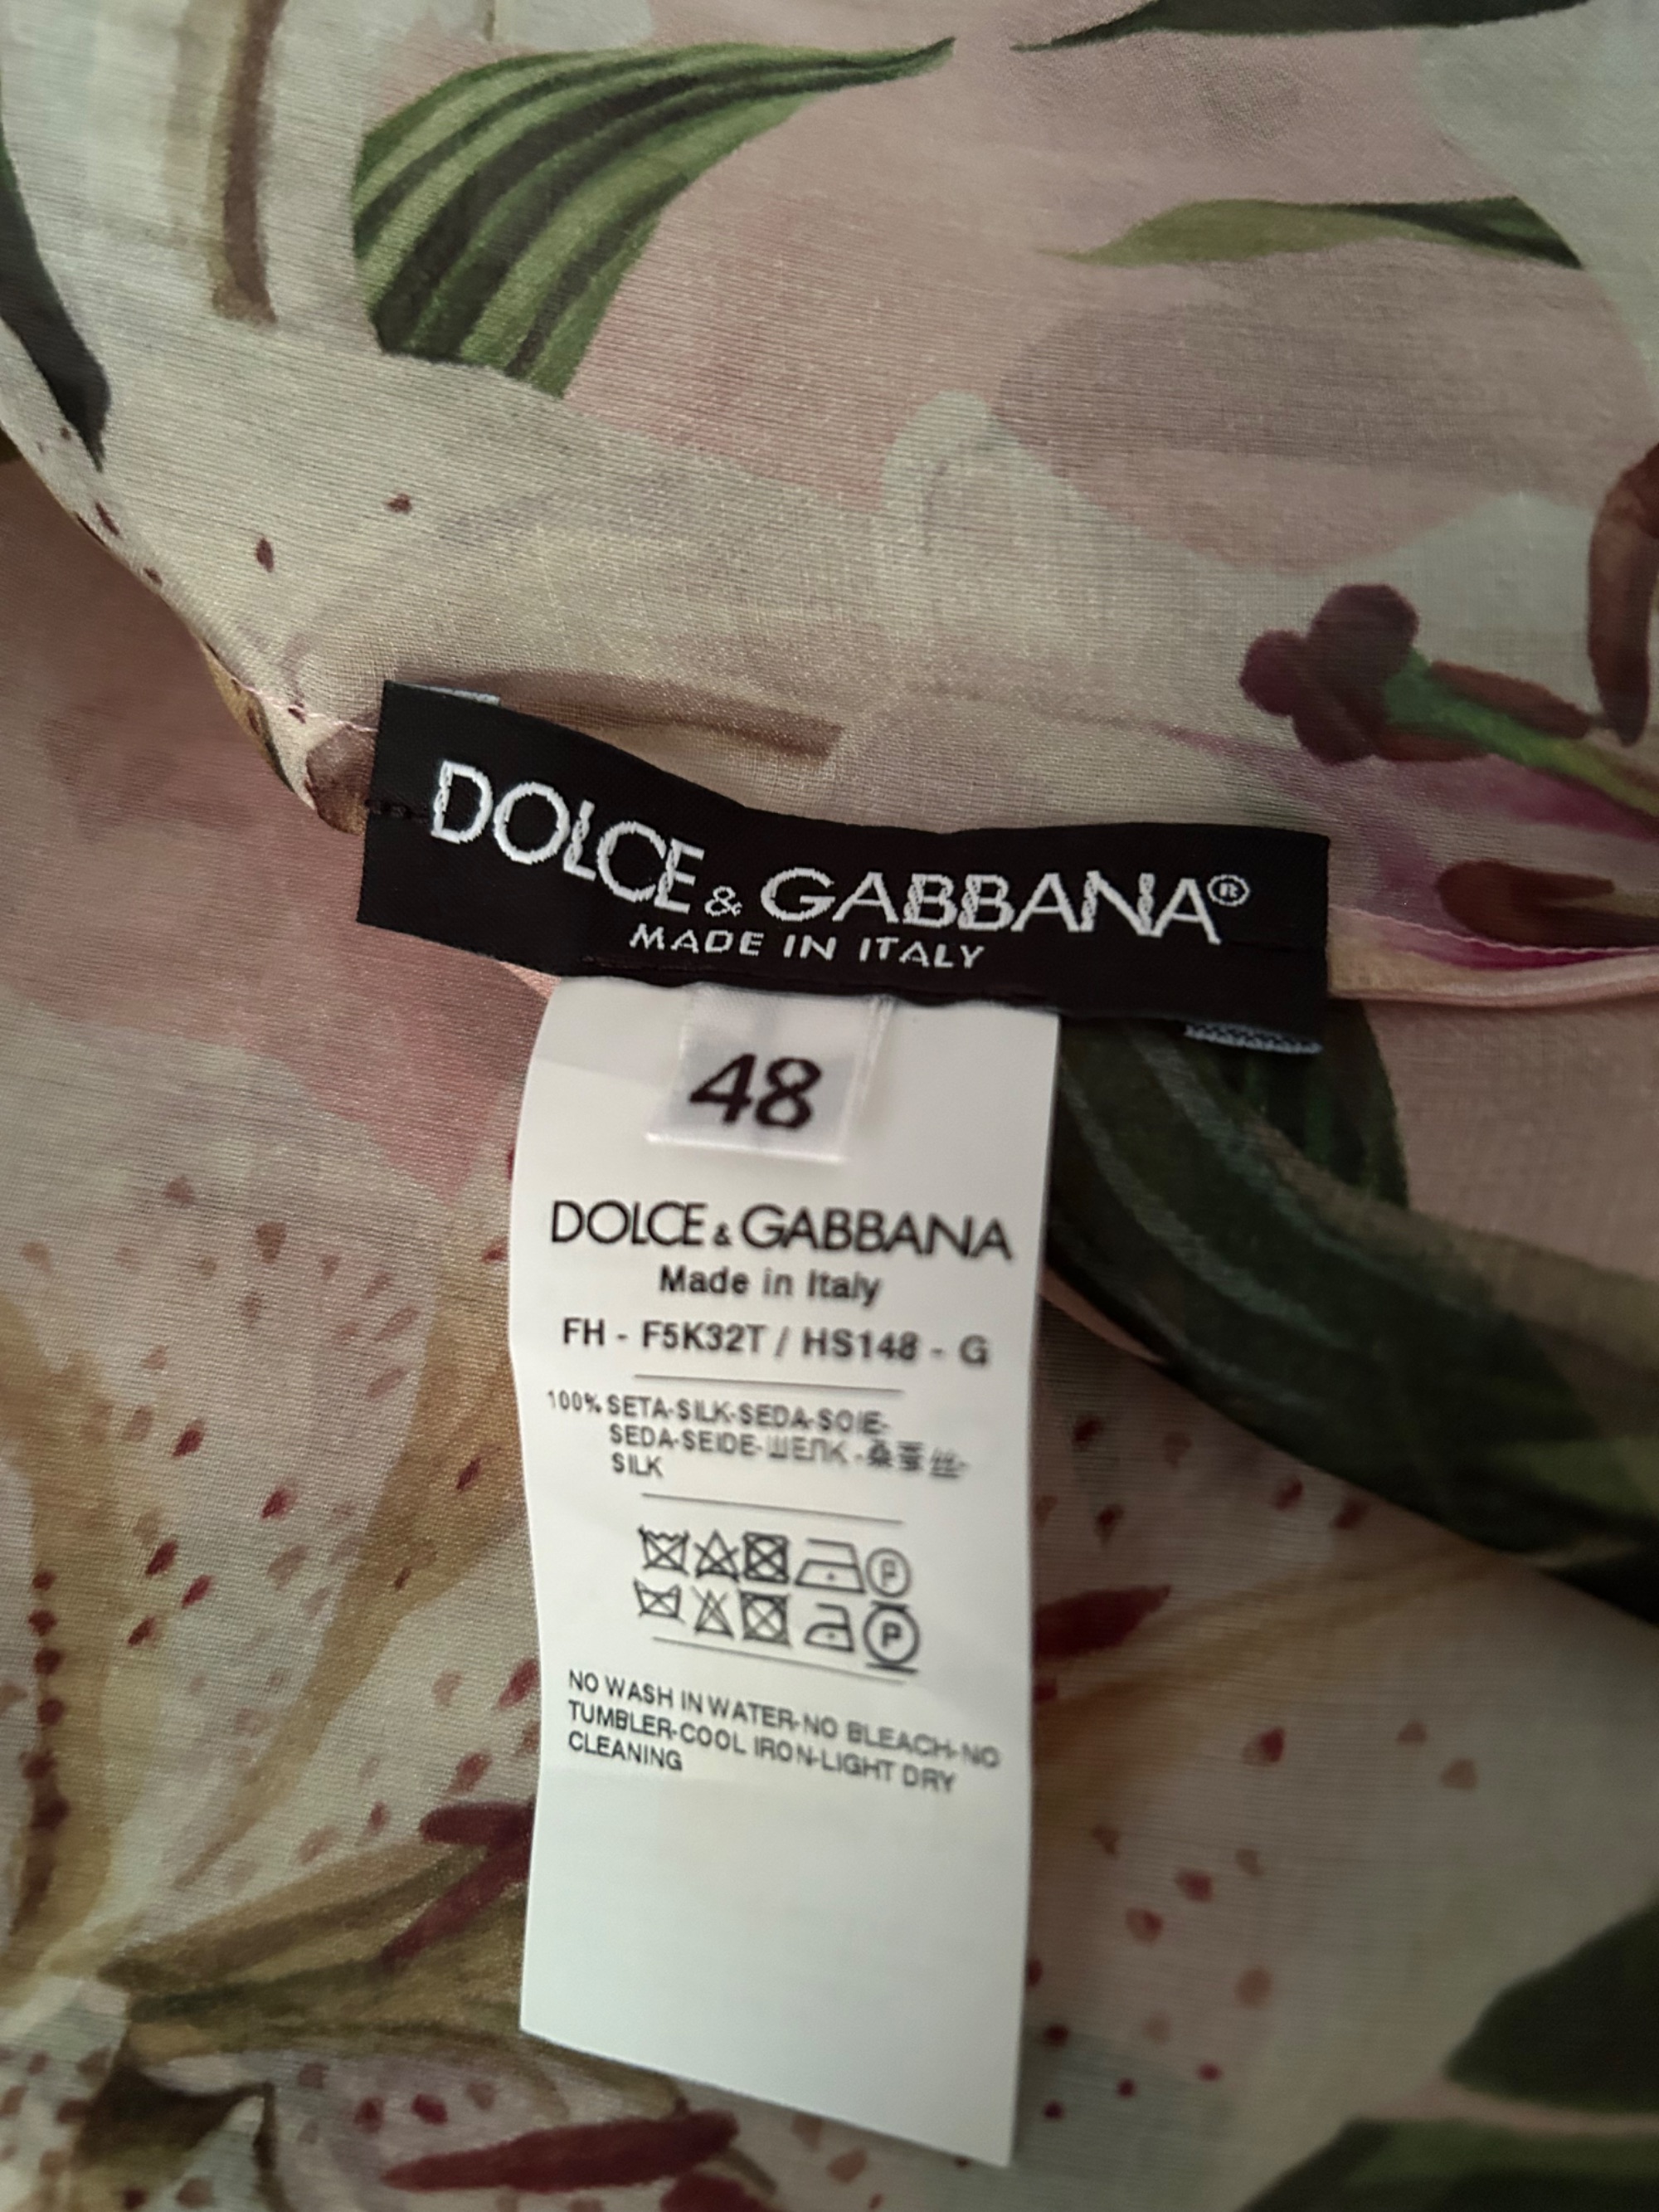 DOLCE & GABBANA®
MADE IN ITALY
48
DOLCE & GABBANA
Made in Italy
FH - F5K32T / HS148 - G
100% SETA-SILK-SEDA-SOIE-
SEDA-SEIDE-ШЕЛК-桑蚕丝-
SILK
P
P
NO WASH IN WATER-NO BLEACH-NO
TUMBLER-COOL IRON-LIGHT DRY
CLEANING